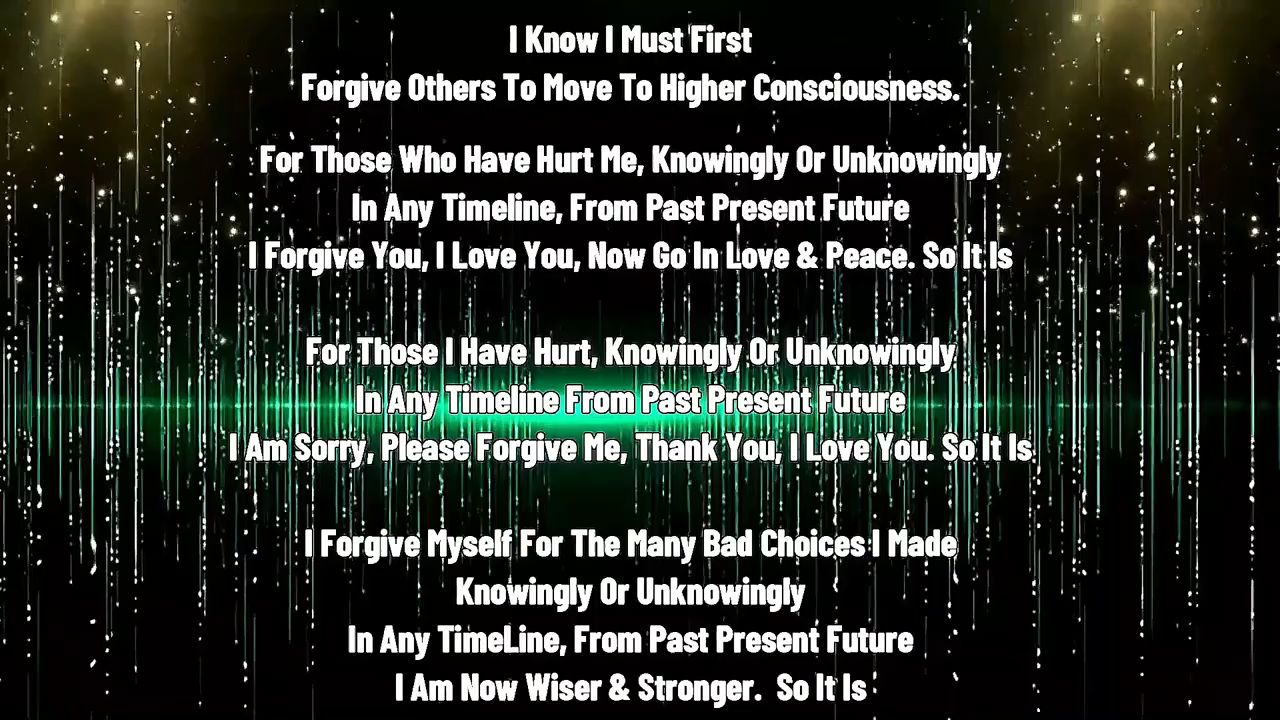 I Know I Must First
Forgive Others To Move To Higher Consciousness.
For Those Who Have Hurt Me, Knowingly Or Unknowingly
In Any Timeline, From Past Present Future
I Forgive You, I Love You, Now Go In Love & Peace. So It Is
For Those I Have Hurt, Knowingly Or Unknowingly
In Any Timeline From Past Present Future
I Am Sorry, Please Forgive Me, Thank You, I Love You. So It Is
I Forgive Myself For The Many Bad Choices I Made
Knowingly Or Unknowingly
In Any TimeLine, From Past Present Future
I Am Now Wiser & Stronger.  So It Is